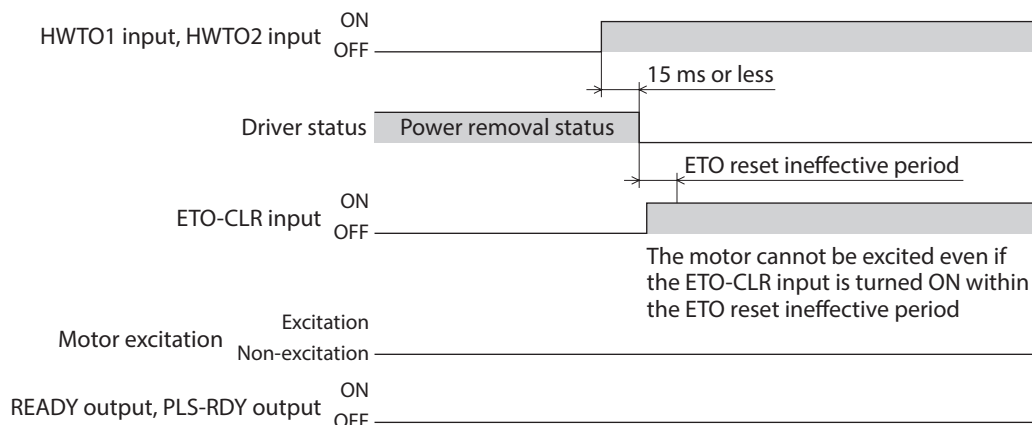 ON
HWTO1 input, HWTO2 input
OFF
15 ms or less
Driver status
Power removal status
ETO reset ineffective period
ON
ETO-CLR input
OFF
The motor cannot be excited even if
the ETO-CLR input is turned ON within
the ETO reset ineffective period
Excitation
Motor excitation
Non-excitation
ON
READY output, PLS-RDY output
OFF